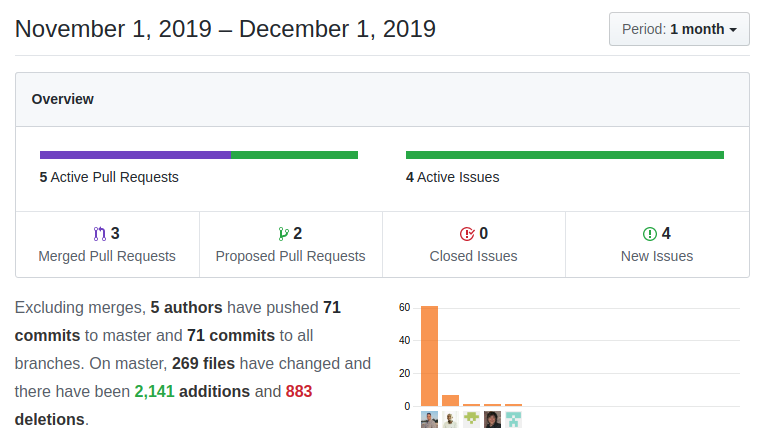 November 1, 2019 – December 1, 2019
Period: 1 month
Overview
5 Active Pull Requests
4 Active Issues
3
Merged Pull Requests
2
Proposed Pull Requests
0
Closed Issues
4
New Issues
Excluding merges, 5 authors have pushed 71
commits to master and 71 commits to all
branches. On master, 269 files have changed and
there have been 2,141 additions and 883
deletions.
60
40
20
0